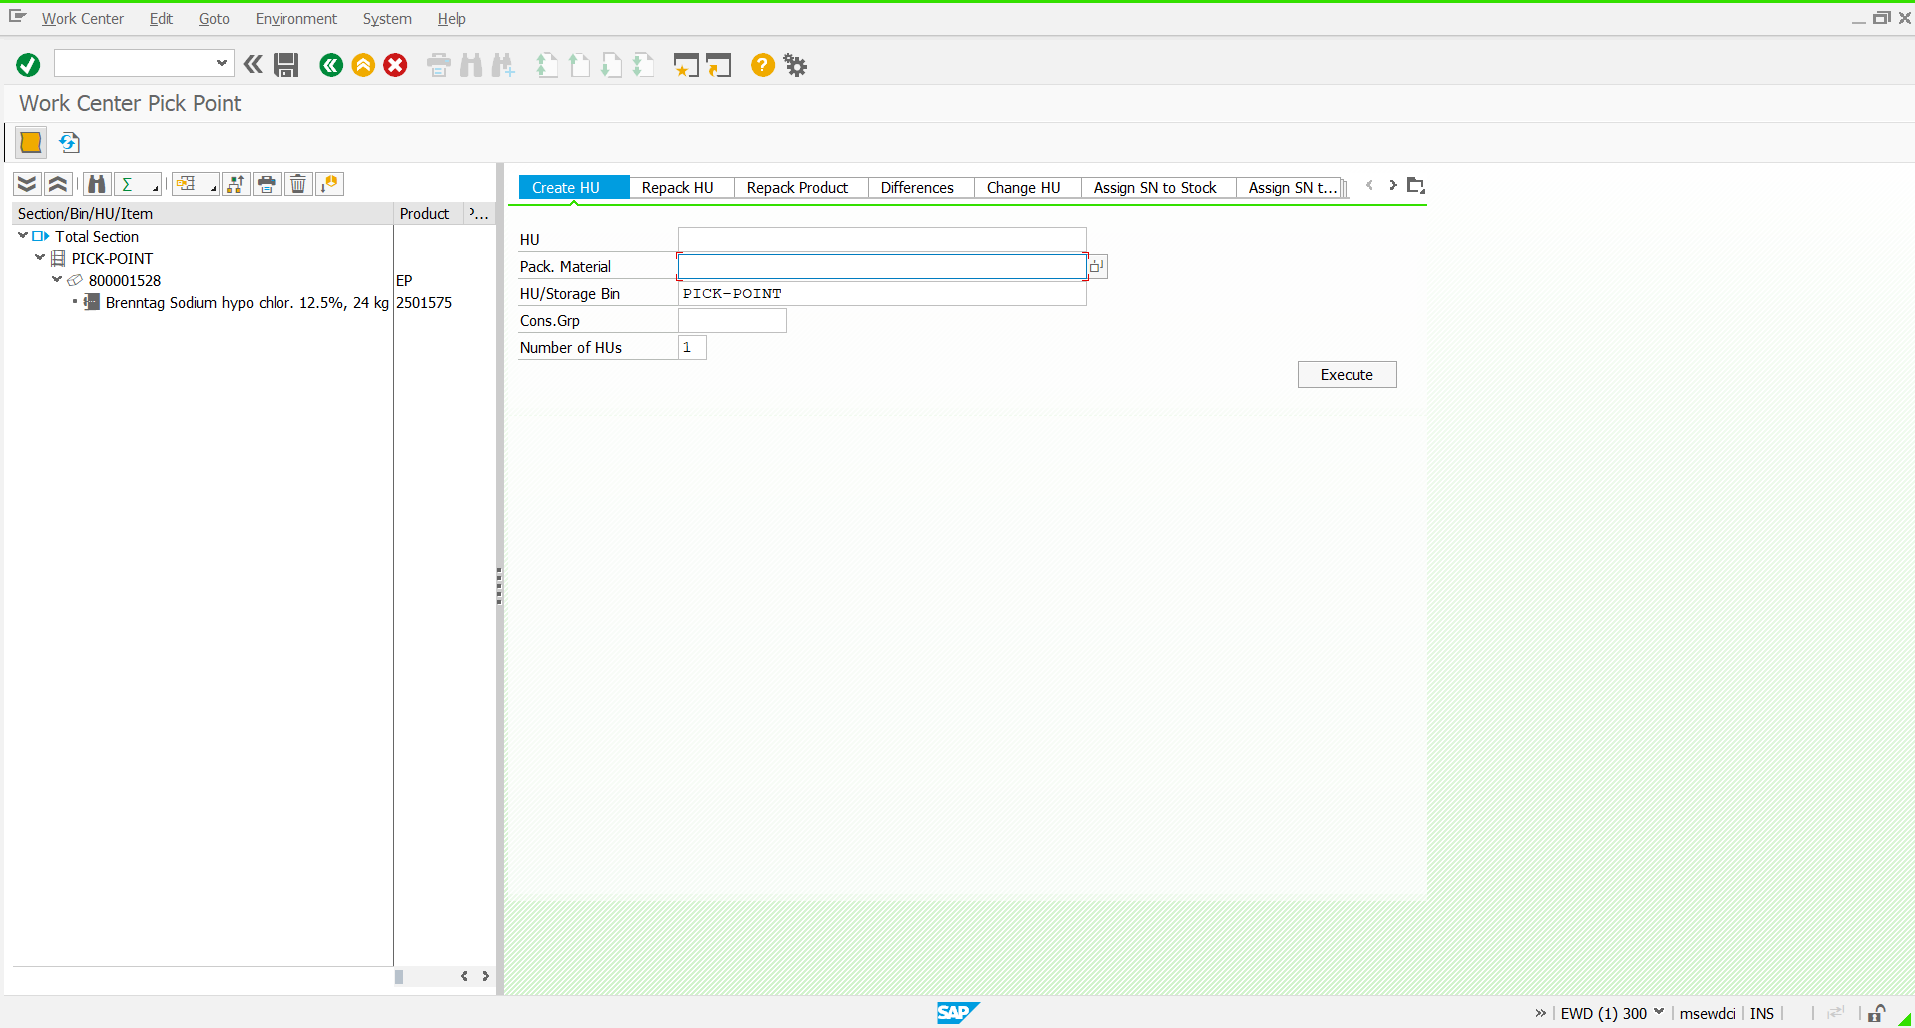 Work Center Edit Goto Environment System Help
Work Center Pick Point
Section/Bin/HU/Item Product ...
Total Section
PICK-POINT
800001528 EP
Brenntag Sodium hypo chlor. 12.5%, 24 kg 2501575
Create HU Repack HU Repack Product Differences Change HU Assign SN to Stock Assign SN t...
HU
Pack. Material
HU/Storage Bin PICK-POINT
Cons.Grp
Number of HUs 1
Execute
SAP
EWD (1) 300 msewdci INS